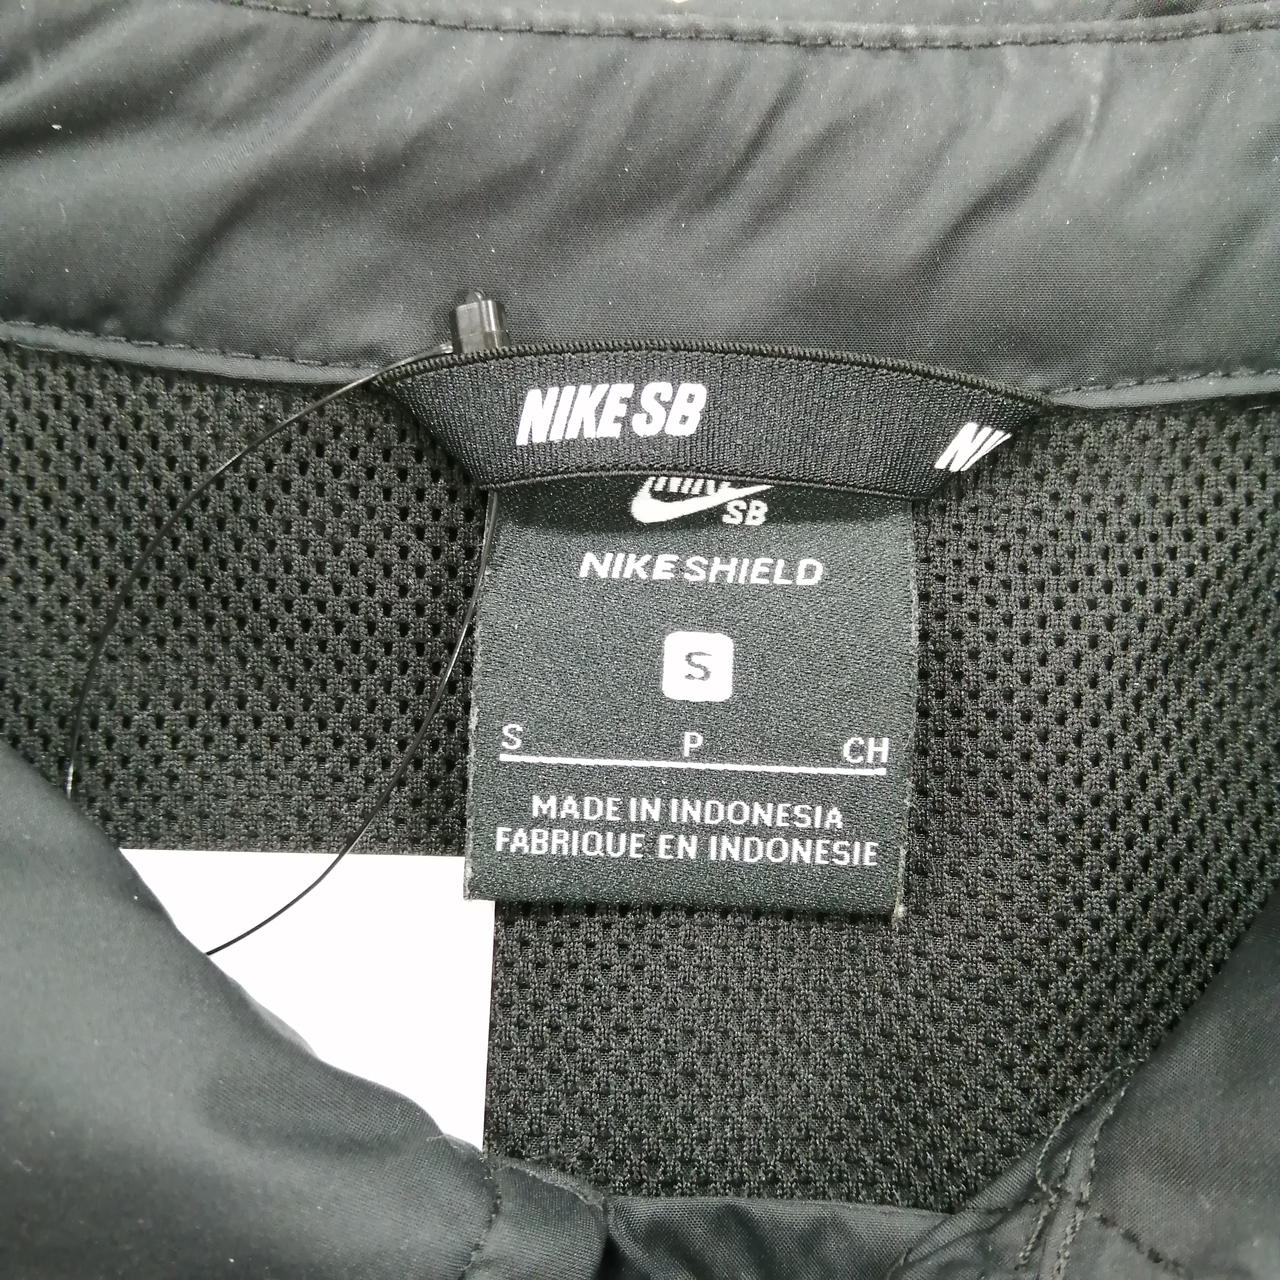 NIKE SB
NIKE
SB
NIKE SHIELD
S
S P CH
MADE IN INDONESIA
FABRIQUE EN INDONESIE